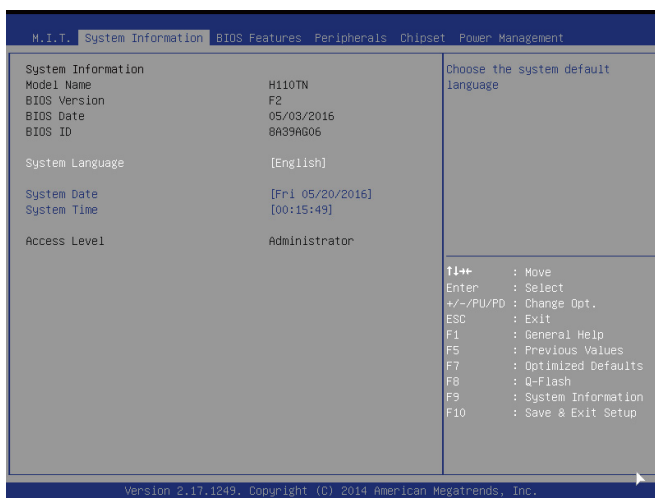 M.I.T. System Information BIOS Features Peripherals Chipset Power Management
System Information
Model Name H110TN
BIOS Version F2
BIOS Date 05/03/2016
BIOS ID 8A39AG06
System Language [English]
System Date [Fri 05/20/2016]
System Time [00:15:49]
Access Level Administrator
Choose the system default
language
↑↓→← : Move
Enter : Select
+/-/PU/PD : Change Opt.
ESC : Exit
F1 : General Help
F5 : Previous Values
F7 : Optimized Defaults
F8 : Q-Flash
F9 : System Information
F10 : Save & Exit Setup
Version 2.17.1249. Copyright (C) 2014 American Megatrends, Inc.